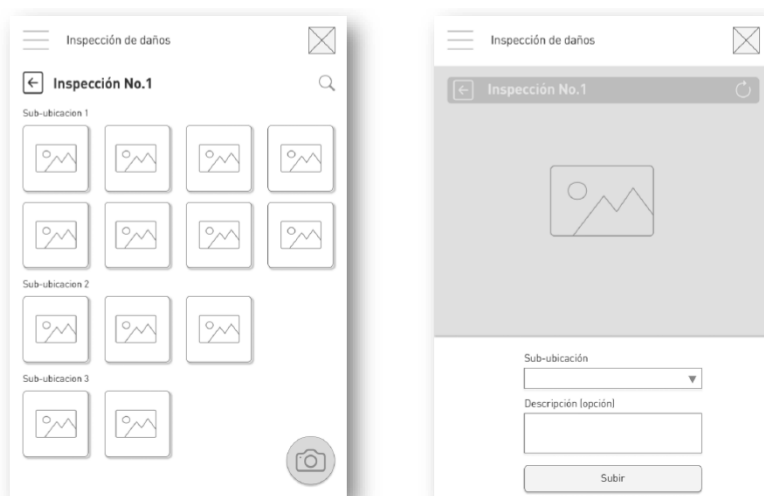 Inspección de daños
Inspección No.1
Sub-ubicacion 1
Sub-ubicacion 2
Sub-ubicacion 3
Inspección de daños
Inspección No.1
Sub-ubicación
Descripción (opción)
Subir